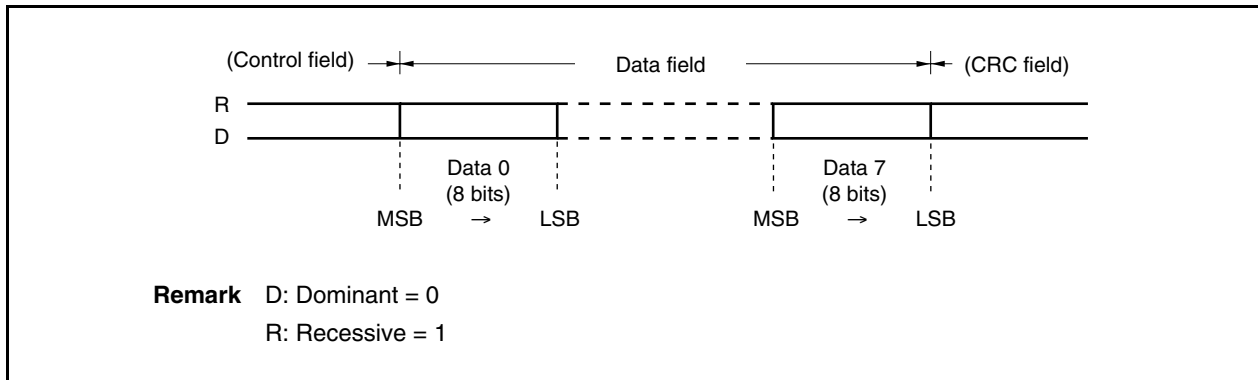 (Control field) Data field (CRC field)
R
D
Data 0 Data 7
(8 bits) (8 bits)
MSB → LSB MSB → LSB
Remark D: Dominant = 0
R: Recessive = 1